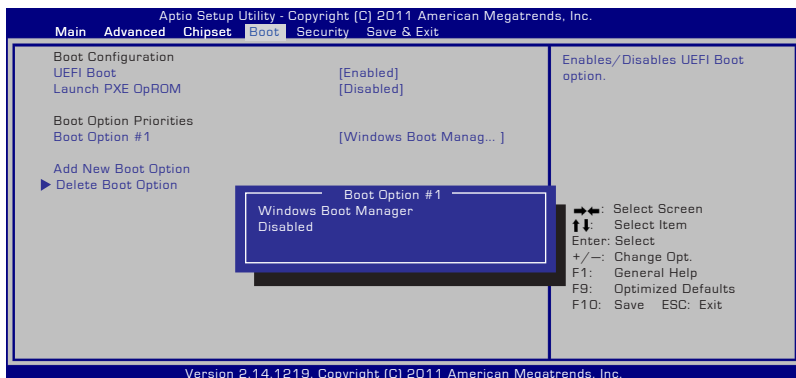 Aptio Setup Utility - Copyright (C) 2011 American Megatrends, Inc.
Main Advanced Chipset Boot Security Save & Exit
Boot Configuration
UEFI Boot [Enabled]
Launch PXE OpROM [Disabled]
Boot Option Priorities
Boot Option #1 [Windows Boot Manag... ]
Add New Boot Option
Delete Boot Option
Boot Option #1
Windows Boot Manager
Disabled
Enables/Disables UEFI Boot
option.
→←: Select Screen
↑↓: Select Item
Enter: Select
+/—: Change Opt.
F1: General Help
F9: Optimized Defaults
F10: Save ESC: Exit
Version 2.14.1219. Copyright (C) 2011 American Megatrends, Inc.